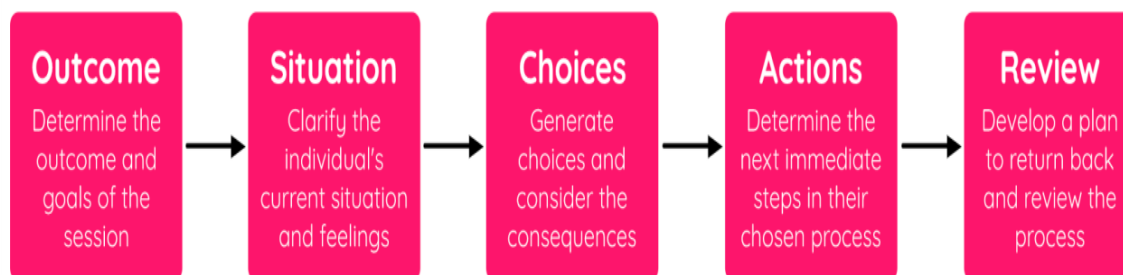 Outcome
Determine the
outcome and
goals of the
session
Situation
Clarify the
individual's
current situation
and feelings
Choices
Generate
choices and
consider the
consequences
Actions
Determine the
next immediate
steps in their
chosen process
Review
Develop a plan
to return back
and review the
process